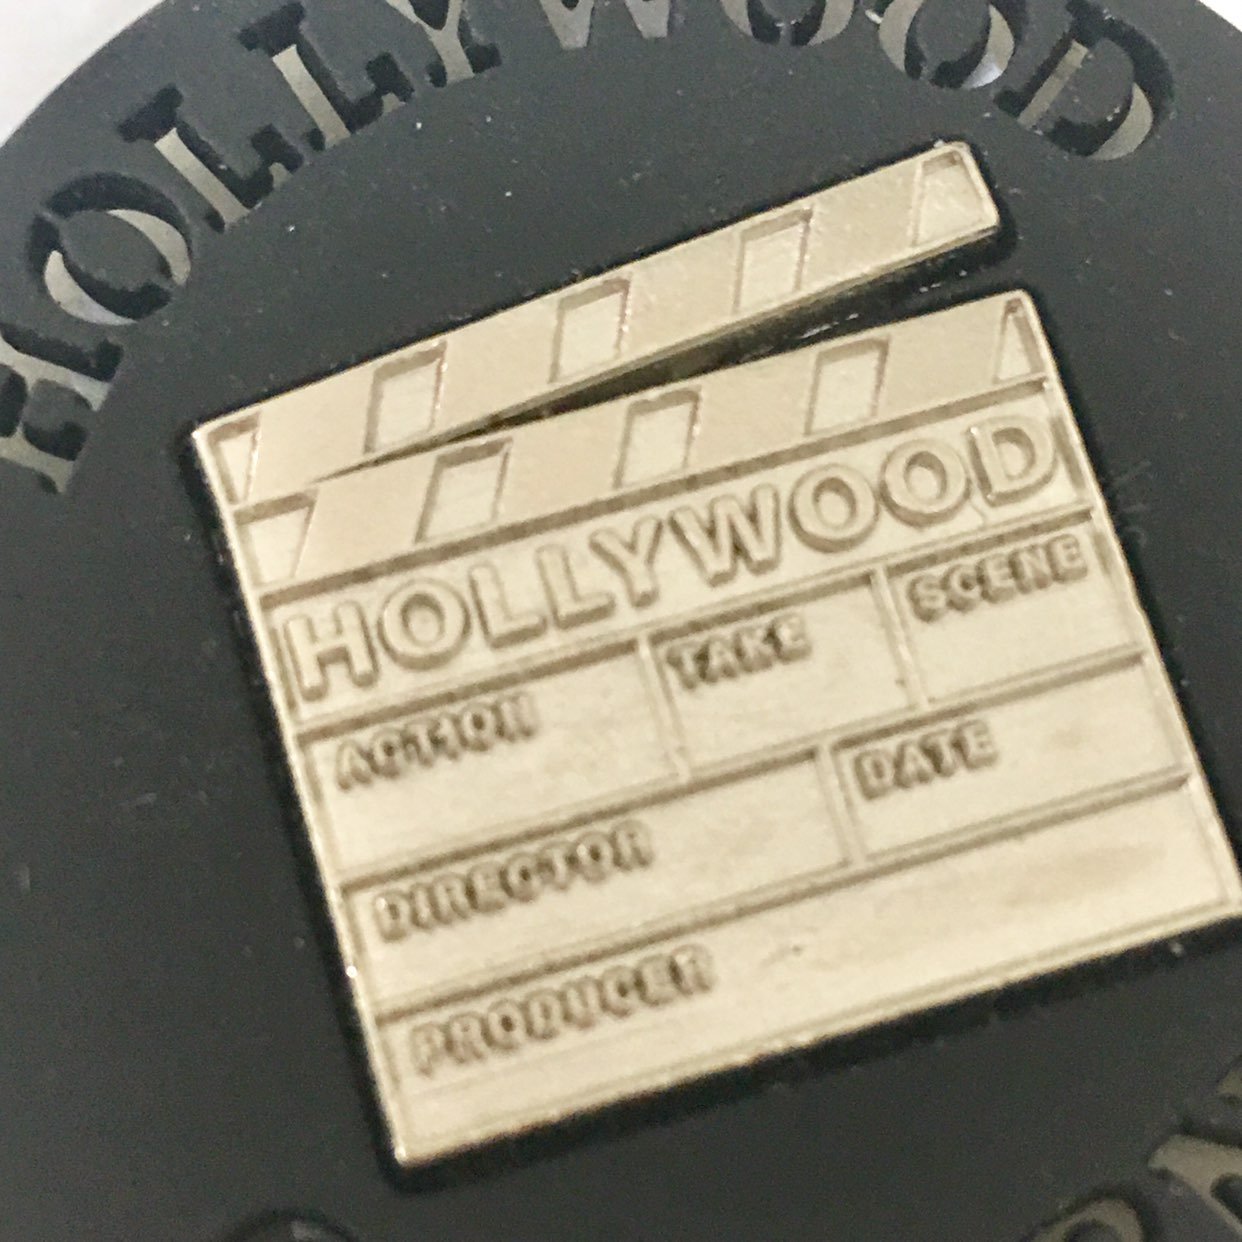 HOLLYWOOD
HOLLYWOOD
ACTION TAKE SCENE
DIRECTOR DATE
PRODUCER